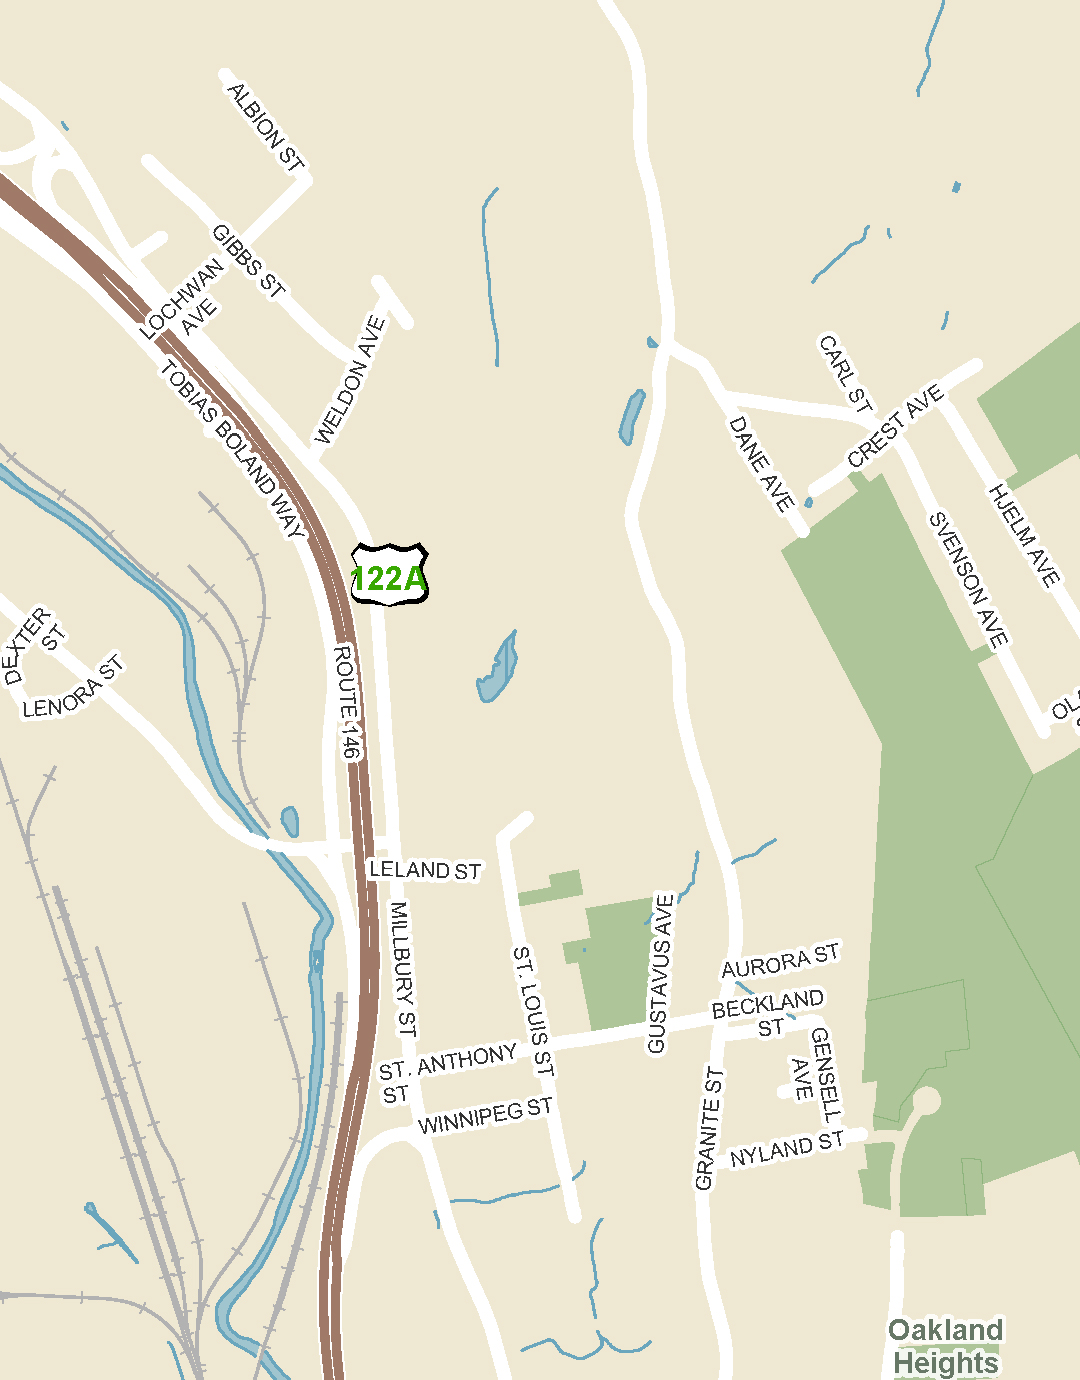 ALBION ST
GIBBS ST
LOCHWAN
AVE
WELDON AVE
TOBIAS BOLAND WAY
CARL ST
CREST AVE
DANE AVE
HJELM AVE
SVENSON AVE
122A
DEXTER
ST
LENORA ST
ROUTE 146
LELAND ST
MILLBURY ST
ST. LOUIS ST
GUSTAVUS AVE
AURORA ST
BECKLAND
ST
GENSELL
AVE
ST. ANTHONY
ST
WINNIPEG ST
GRANITE ST
NYLAND ST
Oakland
Heights